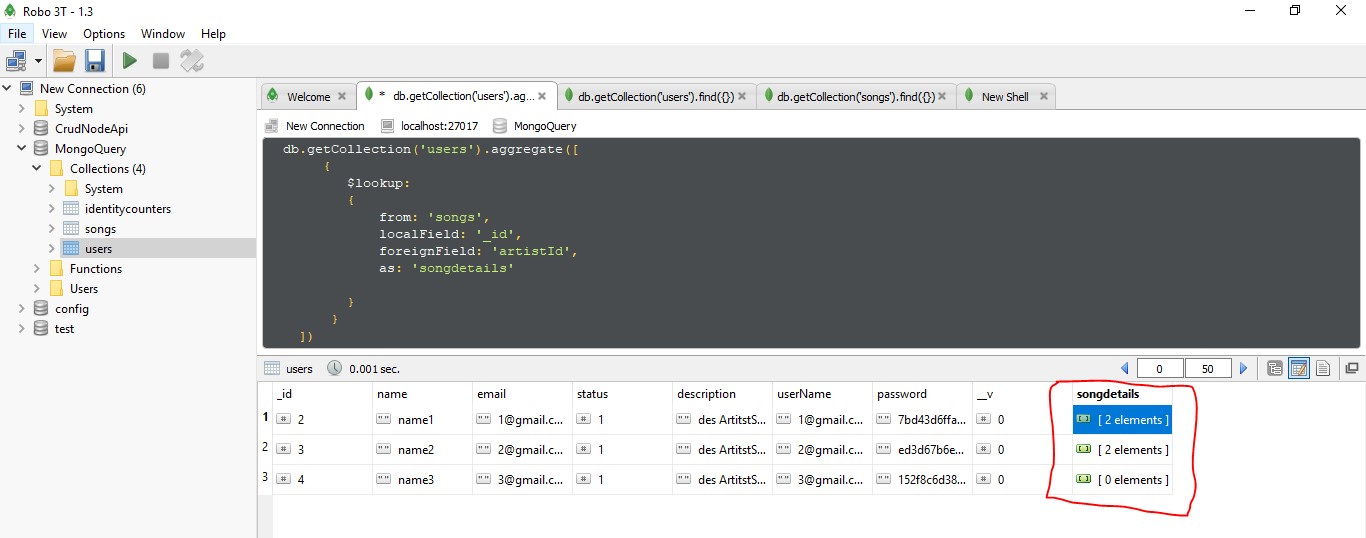 Robo 3T - 1.3
File View Options Window Help
New Connection (6)
System
CrudNodeApi
MongoQuery
Collections (4)
System
identitycounters
songs
users
Functions
Users
config
test
Welcome
* db.getCollection('users').ag...
db.getCollection('users').find({})
db.getCollection('songs').find({})
New Shell
New Connection localhost:27017 MongoQuery
db.getCollection('users').aggregate([
{
$lookup:
{
from: 'songs',
localField: '_id',
foreignField: 'artistId',
as: 'songdetails'
}
}
])
users 0.001 sec. 0 50
_id name email status description userName password __v songdetails
1 # 2 "" name1 "" 1@gmail.c... # 1 "" des ArtitstS... "" 1@gmail.c... "" 7bd43d6ffa... # 0 [ 2 elements ]
2 # 3 "" name2 "" 2@gmail.c... # 1 "" des ArtitstS... "" 2@gmail.c... "" ed3d67b6e... # 0 [ 2 elements ]
3 # 4 "" name3 "" 3@gmail.c... # 1 "" des ArtitstS... "" 3@gmail.c... "" 152f8c6d38... # 0 [ 0 elements ]